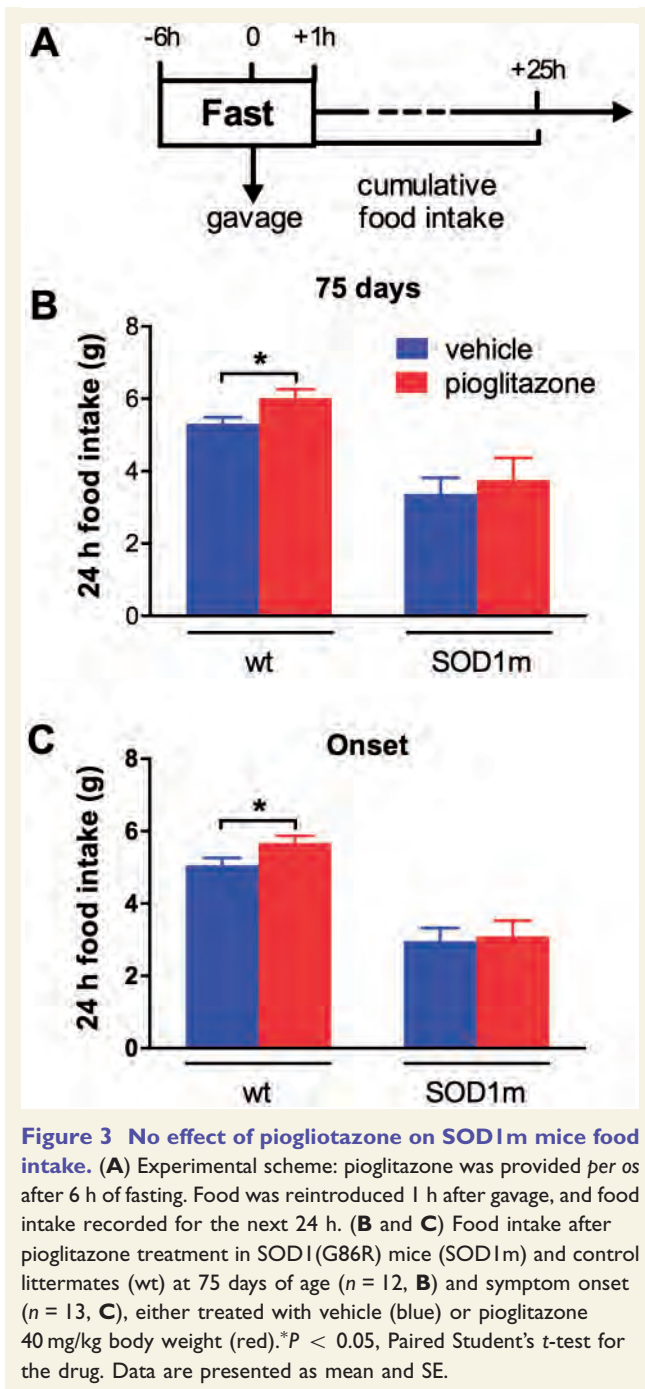 A
-6h 0 +1h
+25h
Fast
gavage
cumulative
food intake
75 days
B
8
6
4
2
0
24 h food intake (g)
*
vehicle
pioglitazone
wt SOD1m
C
Onset
8
6
4
2
0
24 h food intake (g)
*
wt SOD1m
Figure 3 No effect of piogliotazone on SOD1m mice food
intake. (A) Experimental scheme: pioglitazone was provided per os
after 6 h of fasting. Food was reintroduced 1 h after gavage, and food
intake recorded for the next 24 h. (B and C) Food intake after
pioglitazone treatment in SOD1(G86R) mice (SOD1m) and control
littermates (wt) at 75 days of age (n = 12, B) and symptom onset
(n = 13, C), either treated with vehicle (blue) or pioglitazone
40 mg/kg body weight (red).*P < 0.05, Paired Student's t-test for
the drug. Data are presented as mean and SE.